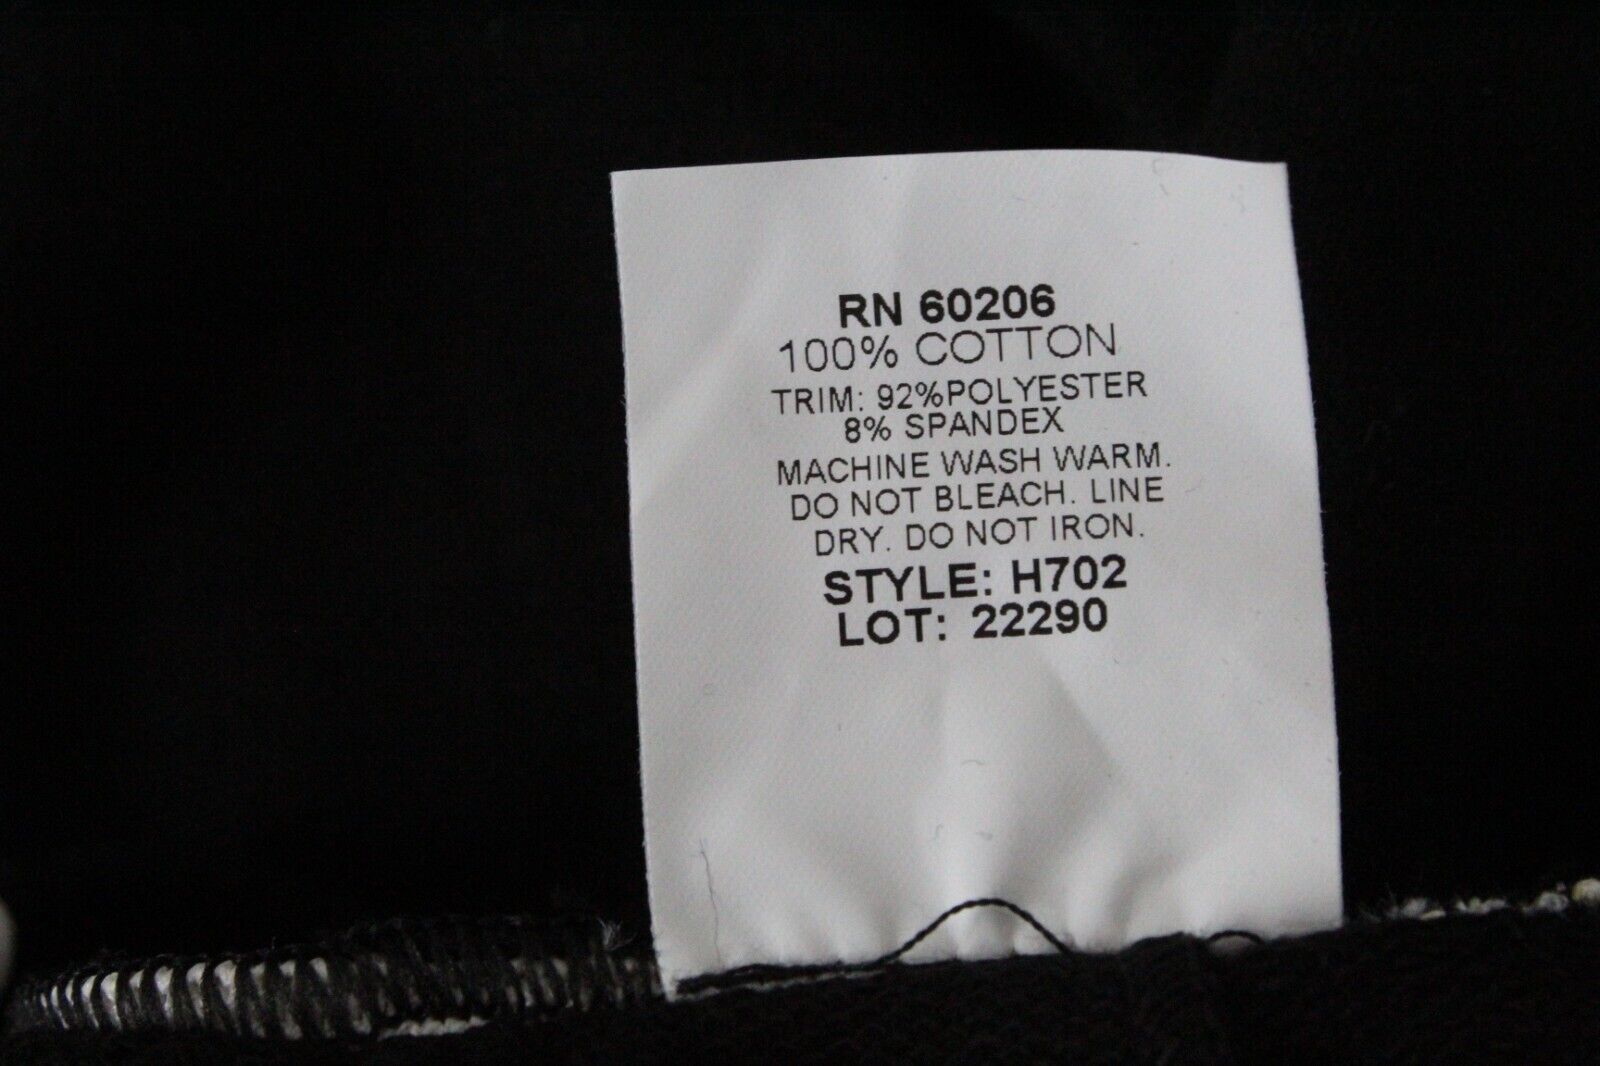 RN 60206
100% COTTON
TRIM: 92%POLYESTER
8% SPANDEX
MACHINE WASH WARM.
DO NOT BLEACH. LINE
DRY. DO NOT IRON.
STYLE: H702
LOT: 22290